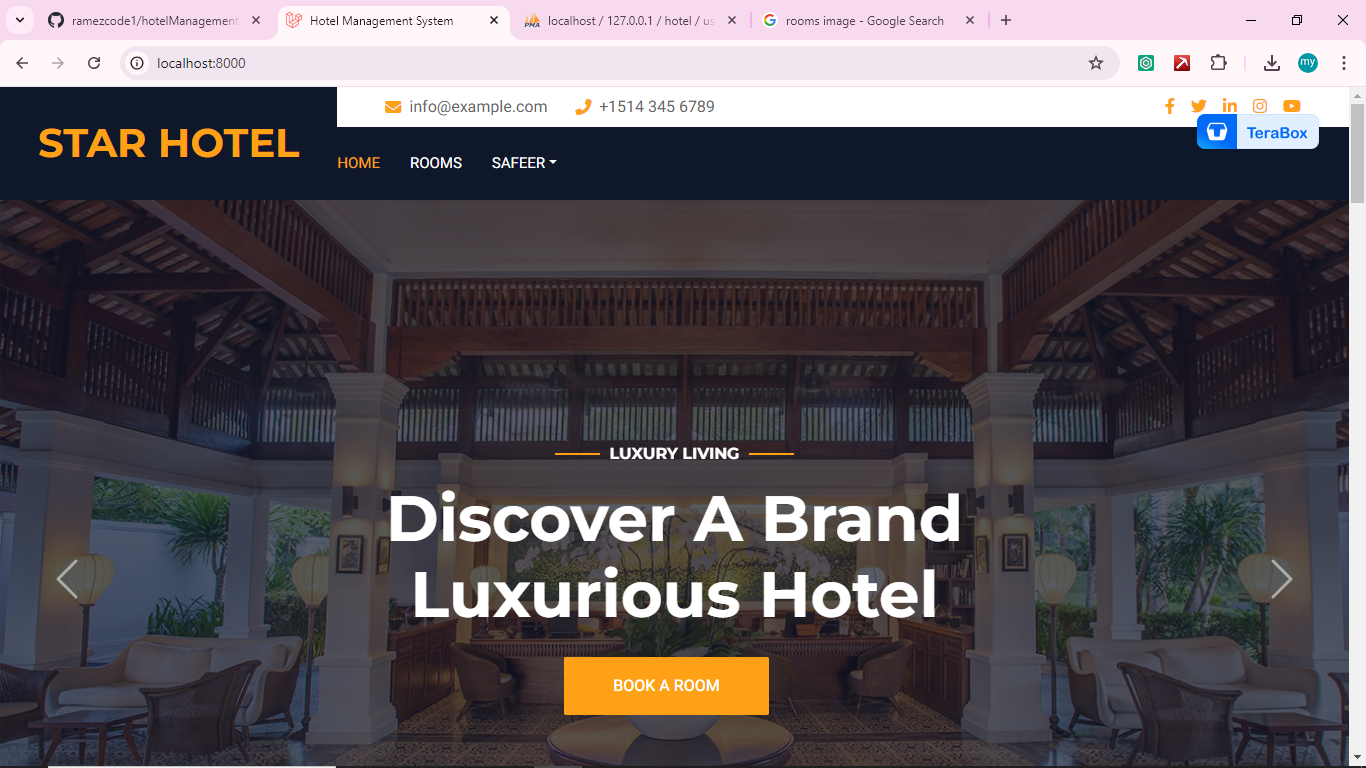 ramezcode1/hotelManagement
Hotel Management System
PMA
localhost / 127.0.0.1 / hotel / us
rooms image - Google Search
localhost:8000
my
info@example.com
+1514 345 6789
TeraBox
STAR HOTEL
HOME
ROOMS
SAFEER
LUXURY LIVING
Discover A Brand
Luxurious Hotel
BOOK A ROOM